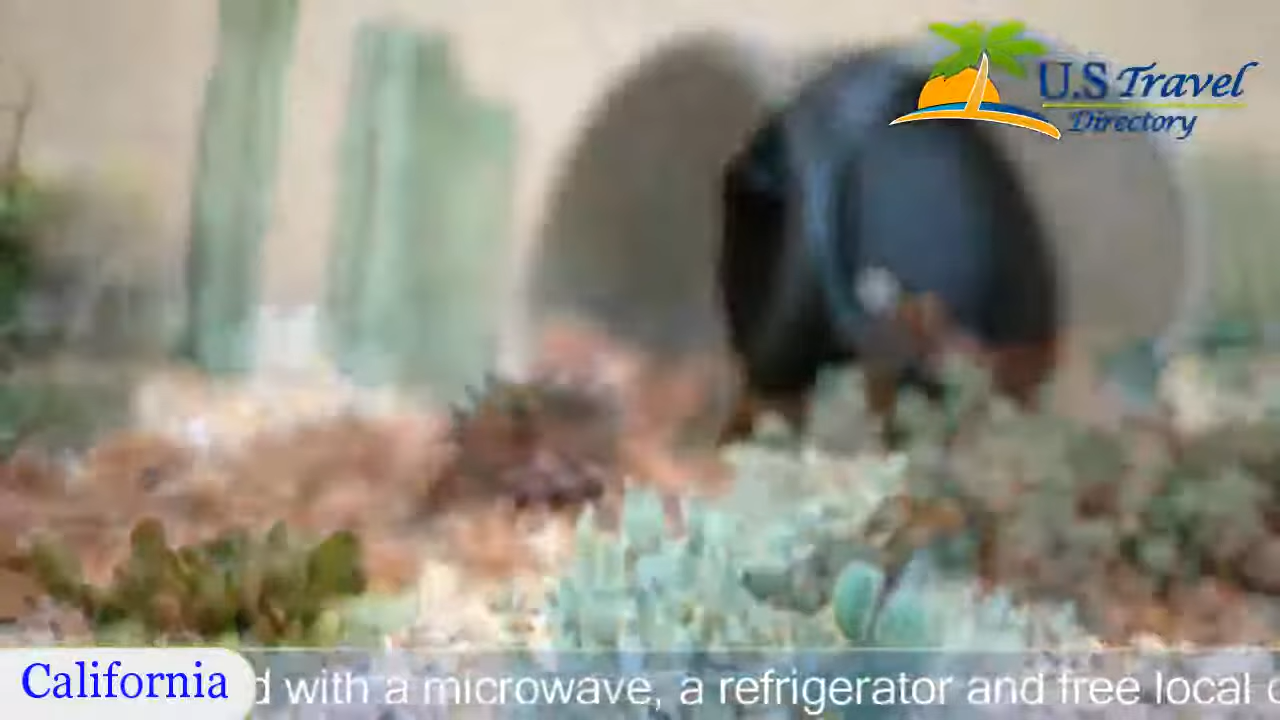 U.S Travel
Directory
California
d with a microwave, a refrigerator and free local c